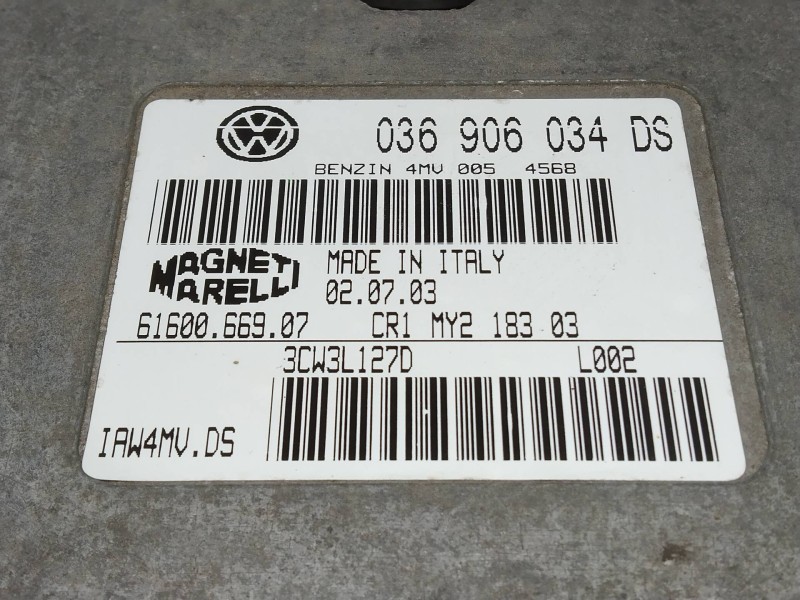 036 906 034 DS
BENZIN 4MV 005 4568
MAGNETI MARELLI
MADE IN ITALY
02.07.03
61600.669.07 CR1 MY2 183 03
3CW3L127D L002
IAW4MV.DS